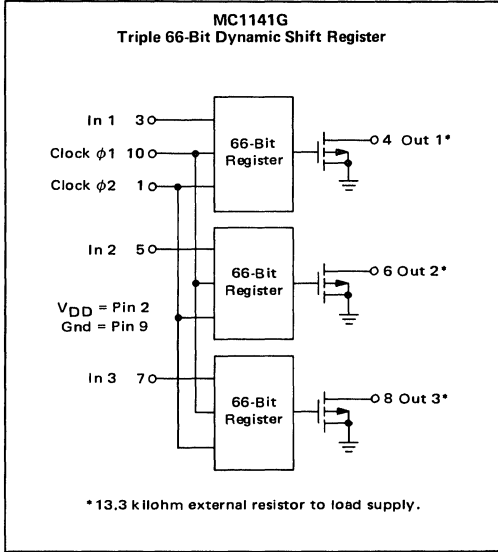 MC1141G
Triple 66-Bit Dynamic Shift Register
In 1 3
66-Bit
Register
4 Out 1*
Clock ϕ1 10
Clock ϕ2 1
In 2 5
66-Bit
Register
6 Out 2*
VDD = Pin 2
Gnd = Pin 9
In 3 7
66-Bit
Register
8 Out 3*
*13.3 kilohm external resistor to load supply.